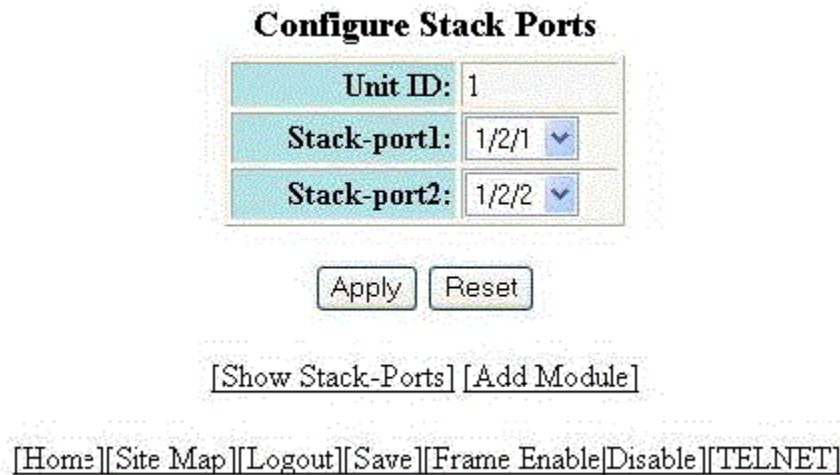 Configure Stack Ports
Unit ID: 1
Stack-port1: 1/2/1
Stack-port2: 1/2/2
Apply Reset
[Show Stack-Ports] [Add Module]
[Home][Site Map][Logout][Save][Frame Enable|Disable][TELNET]